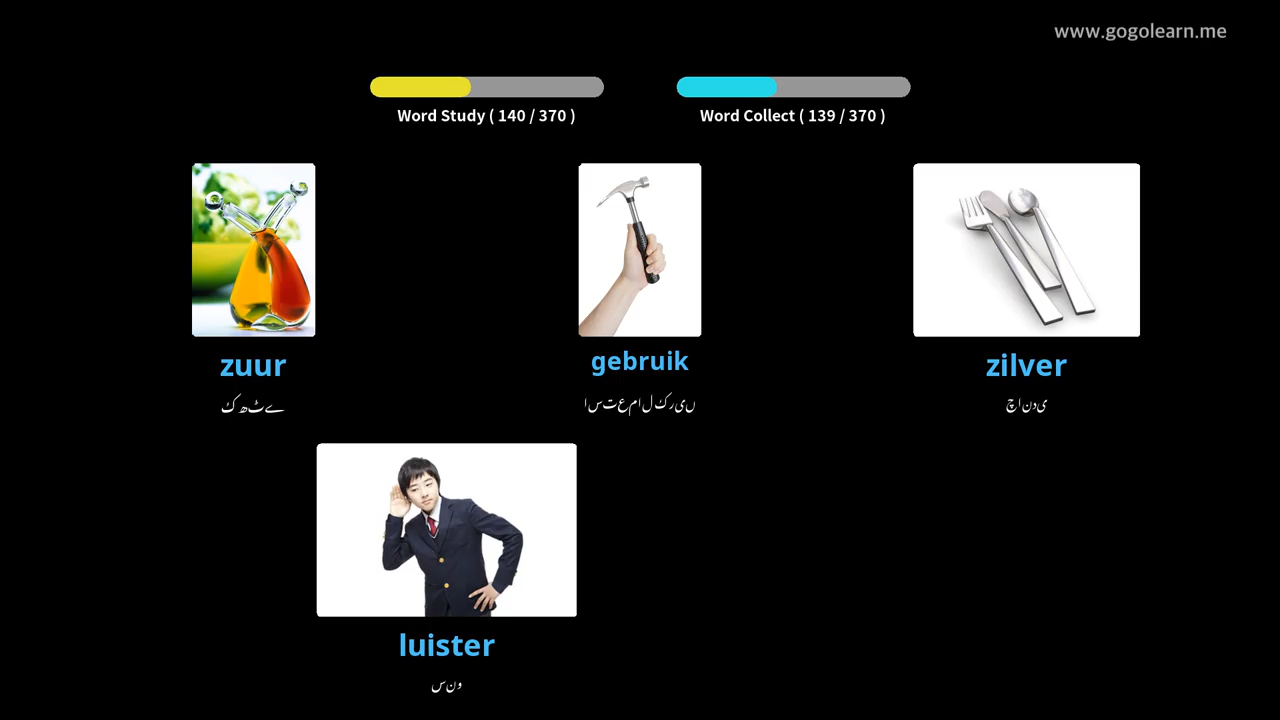 www.gogolearn.me
Word Study ( 140 / 370 )
Word Collect ( 139 / 370 )
zuur
gebruik
zilver
کھٹے
استعمال کریں
چاندی
luister
سنو